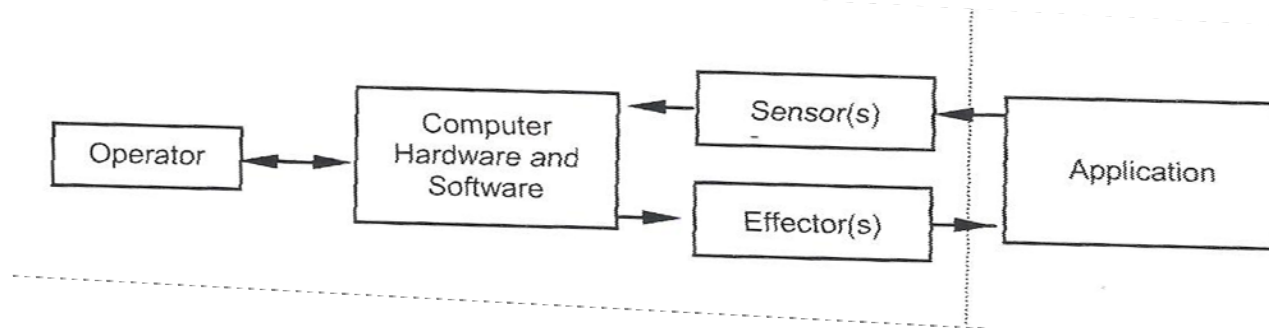 Operator
Computer
Hardware and
Software
Sensor(s)
Effector(s)
Application